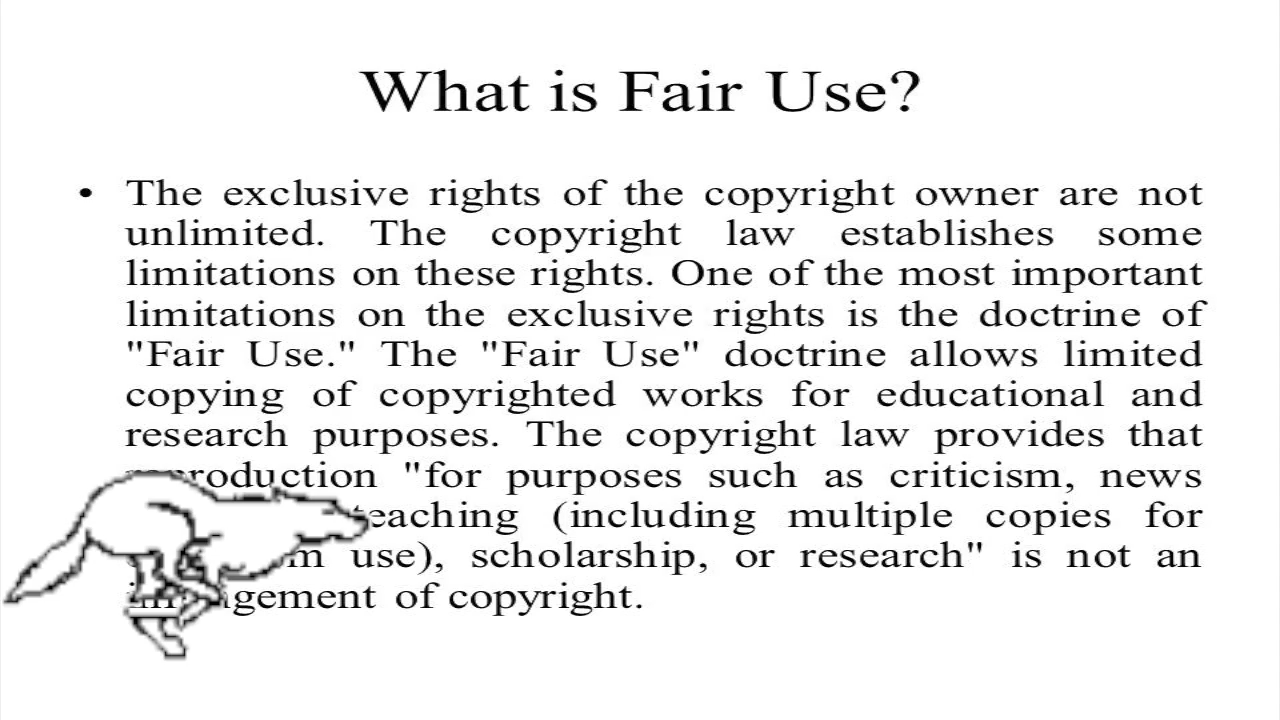 What is Fair Use?
• The exclusive rights of the copyright owner are not
unlimited. The copyright law establishes some
limitations on these rights. One of the most important
limitations on the exclusive rights is the doctrine of
"Fair Use." The "Fair Use" doctrine allows limited
copying of copyrighted works for educational and
research purposes. The copyright law provides that
reproduction "for purposes such as criticism, news
teaching (including multiple copies for
use), scholarship, or research" is not an
of copyright.